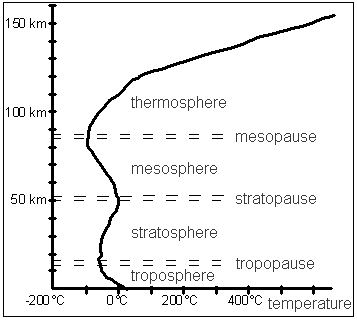 150 km
thermosphere
100 km
mesopause
mesosphere
50 km
stratopause
stratosphere
tropopause
troposphere
-200°C 0°C 200°C 400°C
temperature